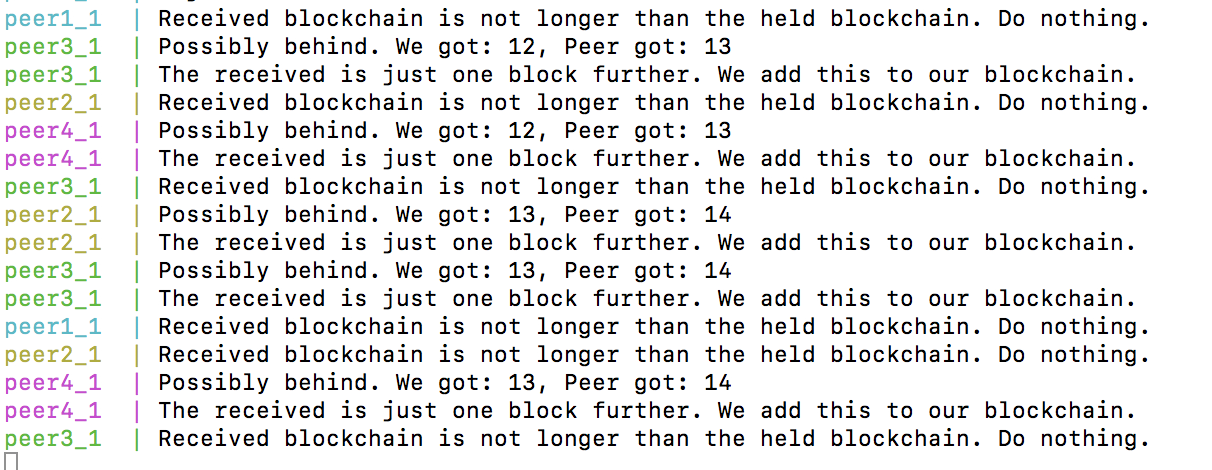 peer1_1 | Received blockchain is not longer than the held blockchain. Do nothing.
peer3_1 | Possibly behind. We got: 12, Peer got: 13
peer3_1 | The received is just one block further. We add this to our blockchain.
peer2_1 | Received blockchain is not longer than the held blockchain. Do nothing.
peer4_1 | Possibly behind. We got: 12, Peer got: 13
peer4_1 | The received is just one block further. We add this to our blockchain.
peer3_1 | Received blockchain is not longer than the held blockchain. Do nothing.
peer2_1 | Possibly behind. We got: 13, Peer got: 14
peer2_1 | The received is just one block further. We add this to our blockchain.
peer3_1 | Possibly behind. We got: 13, Peer got: 14
peer3_1 | The received is just one block further. We add this to our blockchain.
peer1_1 | Received blockchain is not longer than the held blockchain. Do nothing.
peer2_1 | Received blockchain is not longer than the held blockchain. Do nothing.
peer4_1 | Possibly behind. We got: 13, Peer got: 14
peer4_1 | The received is just one block further. We add this to our blockchain.
peer3_1 | Received blockchain is not longer than the held blockchain. Do nothing.